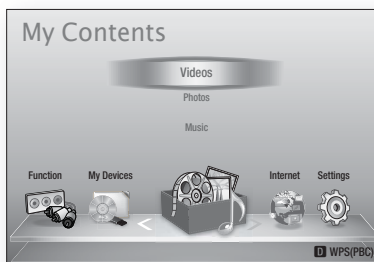 My Contents
Videos
Photos
Music
Function My Devices Internet Settings
D WPS(PBC)